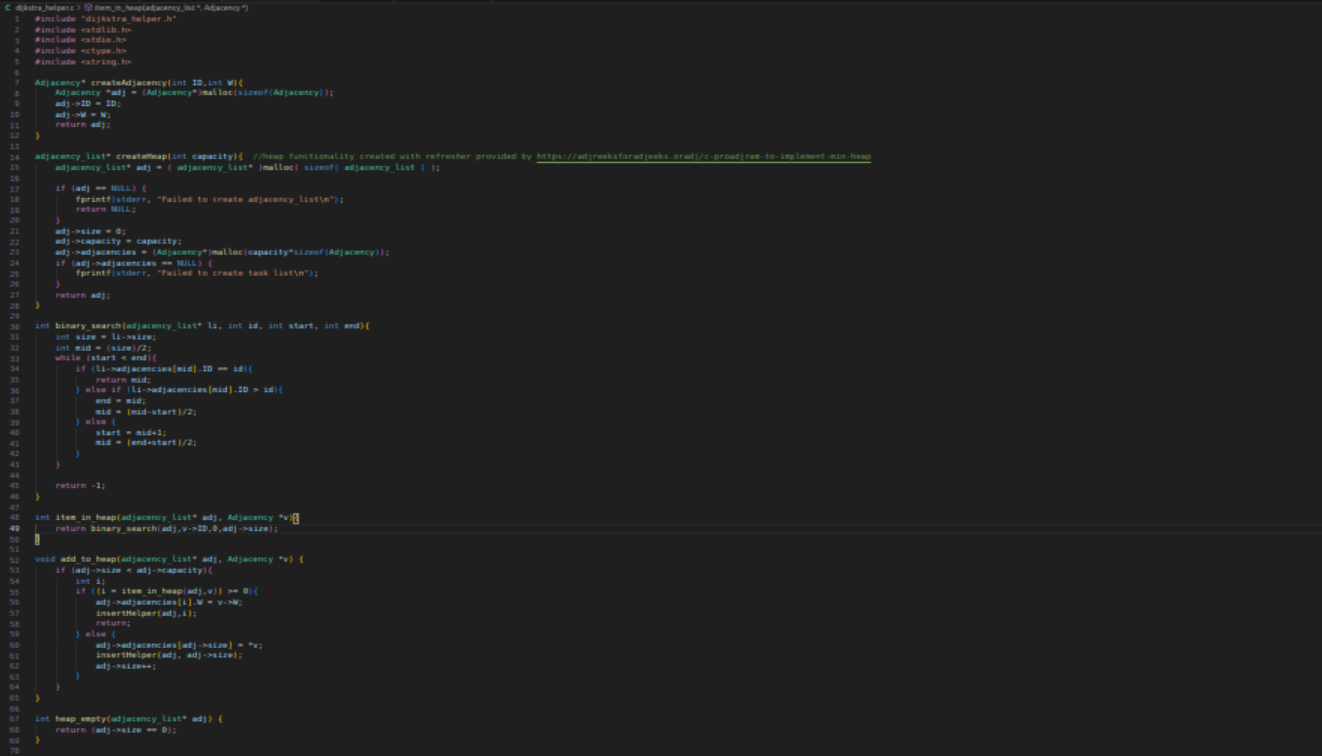 C dijkstra_helper.c > item_in_heap(adjacency_list *, Adjacency *)
1 #include "dijkstra_helper.h"
2 #include <stdlib.h>
3 #include <stdio.h>
4 #include <ctype.h>
5 #include <string.h>
6
7 Adjacency* createAdjacency(int ID,int W){
8 Adjacency *adj = (Adjacency*)malloc(sizeof(Adjacency));
9 adj->ID = ID;
10 adj->W = W;
11 return adj;
12 }
13
14 adjacency_list* createHeap(int capacity){ //heap functionality created with refresher provided by https://adjreeksforadjeeks.oradj/c-proadjram-to-implement-min-heap
15 adjacency_list* adj = ( adjacency_list* )malloc( sizeof( adjacency_list ) );
16
17 if (adj == NULL) {
18 fprintf(stderr, "Failed to create adjacency_list\n");
19 return NULL;
20 }
21 adj->size = 0;
22 adj->capacity = capacity;
23 adj->adjacencies = (Adjacency*)malloc(capacity*sizeof(Adjacency));
24 if (adj->adjacencies == NULL) {
25 fprintf(stderr, "Failed to create task list\n");
26 }
27 return adj;
28 }
29
30 int binary_search(adjacency_list* li, int id, int start, int end){
31 int size = li->size;
32 int mid = (size)/2;
33 while (start < end){
34 if (li->adjacencies[mid].ID == id){
35 return mid;
36 } else if (li->adjacencies[mid].ID > id){
37 end = mid;
38 mid = (mid-start)/2;
39 } else {
40 start = mid+1;
41 mid = (end+start)/2;
42 }
43 }
44
45 return -1;
46 }
47
48 int item_in_heap(adjacency_list* adj, Adjacency *v){
49 return binary_search(adj,v->ID,0,adj->size);
50 }
51
52 void add_to_heap(adjacency_list* adj, Adjacency *v) {
53 if (adj->size < adj->capacity){
54 int i;
55 if ((i = item_in_heap(adj,v)) >= 0){
56 adj->adjacencies[i].W = v->W;
57 insertHelper(adj,i);
58 return;
59 } else {
60 adj->adjacencies[adj->size] = *v;
61 insertHelper(adj, adj->size);
62 adj->size++;
63 }
64 }
65 }
66
67 int heap_empty(adjacency_list* adj) {
68 return (adj->size == 0);
69 }
70